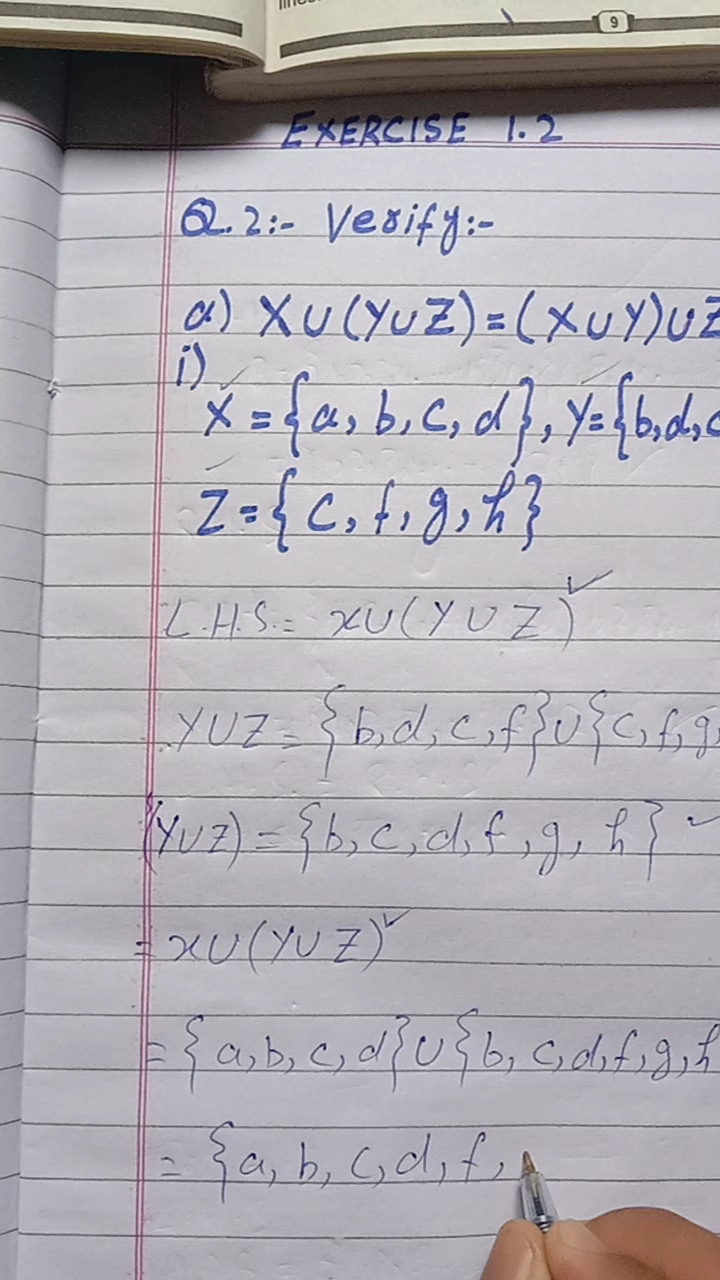 9
EXERCISE 1.2
Q.2:- Verify:-
a) X∪(Y∪Z)=(X∪Y)∪Z
i)
X={a, b, c, d}, Y={b,d,c
Z={c, f, g, h}
L.H.S.= X∪(Y∪Z)
Y∪Z={b,d,c,f}∪{c,f,g,
(Y∪Z)={b,c,d,f,g,h}
=X∪(Y∪Z)
={a,b,c,d}∪{b,c,d,f,g,h
={a, b, c, d, f,